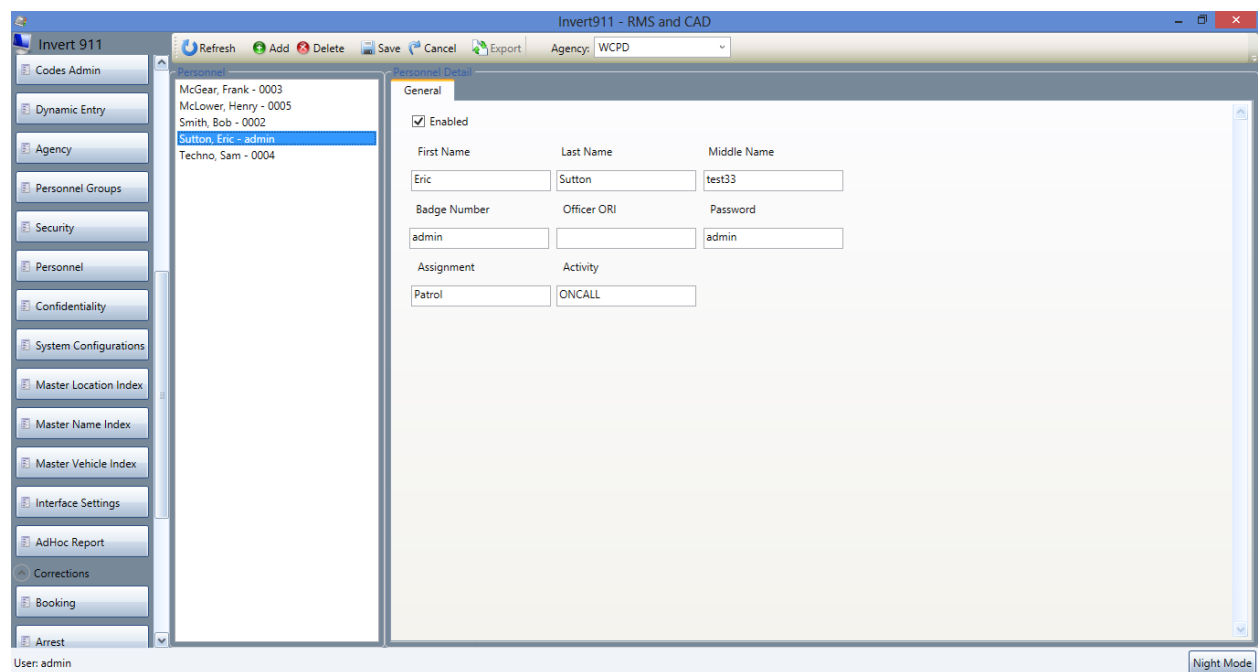 Invert911 - RMS and CAD
Invert 911
Refresh Add Delete Save Cancel Export Agency: WCPD
Codes Admin
Dynamic Entry
Agency
Personnel Groups
Security
Personnel
Confidentiality
System Configurations
Master Location Index
Master Name Index
Master Vehicle Index
Interface Settings
AdHoc Report
Corrections
Booking
Arrest
Personnel
McGear, Frank - 0003
McLower, Henry - 0005
Smith, Bob - 0002
Sutton, Eric - admin
Techno, Sam - 0004
Personnel Detail
General
Enabled
First Name Last Name Middle Name
Eric Sutton test33
Badge Number Officer ORI Password
admin admin
Assignment Activity
Patrol ONCALL
User: admin
Night Mode